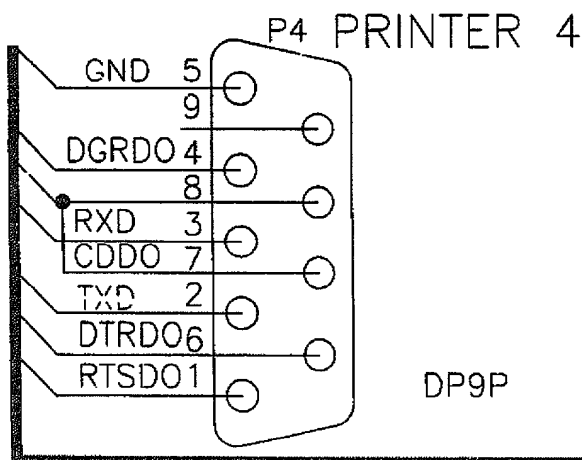 P4 PRINTER 4
GND 5
9
DGRDO 4
8
RXD 3
CDDO 7
TXD 2
DTRDO 6
RTSDO 1
DP9P